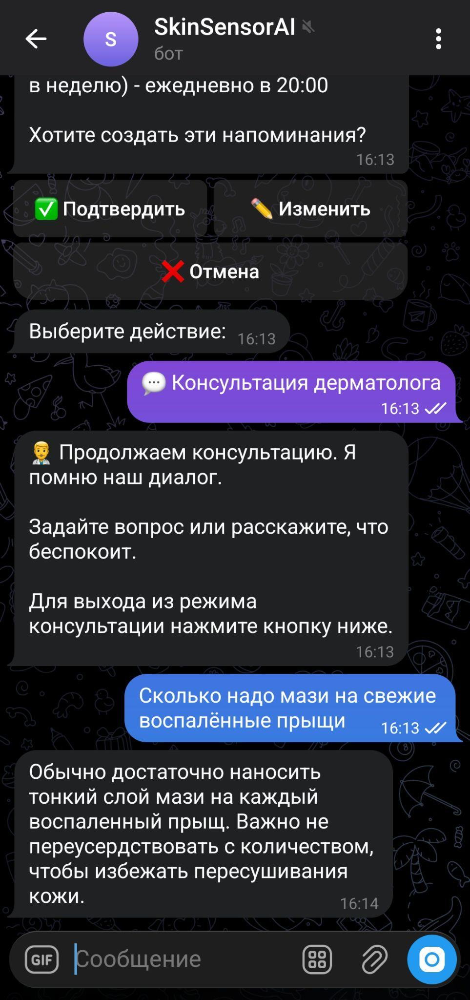 S
SkinSensorAI
бот
в неделю) - ежедневно в 20:00
Хотите создать эти напоминания?
16:13
✅ Подтвердить
✏️ Изменить
❌ Отмена
Выберите действие: 16:13
💬 Консультация дерматолога
16:13
👨‍⚕️ Продолжаем консультацию. Я
помню наш диалог.
Задайте вопрос или расскажите, что
беспокоит.
Для выхода из режима
консультации нажмите кнопку ниже.
16:13
Сколько надо мази на свежие
воспалённые прыщи 16:13
Обычно достаточно наносить
тонкий слой мази на каждый
воспаленный прыщ. Важно не
переусердствовать с количеством,
чтобы избежать пересушивания
кожи.
16:14
GIF Сообщение